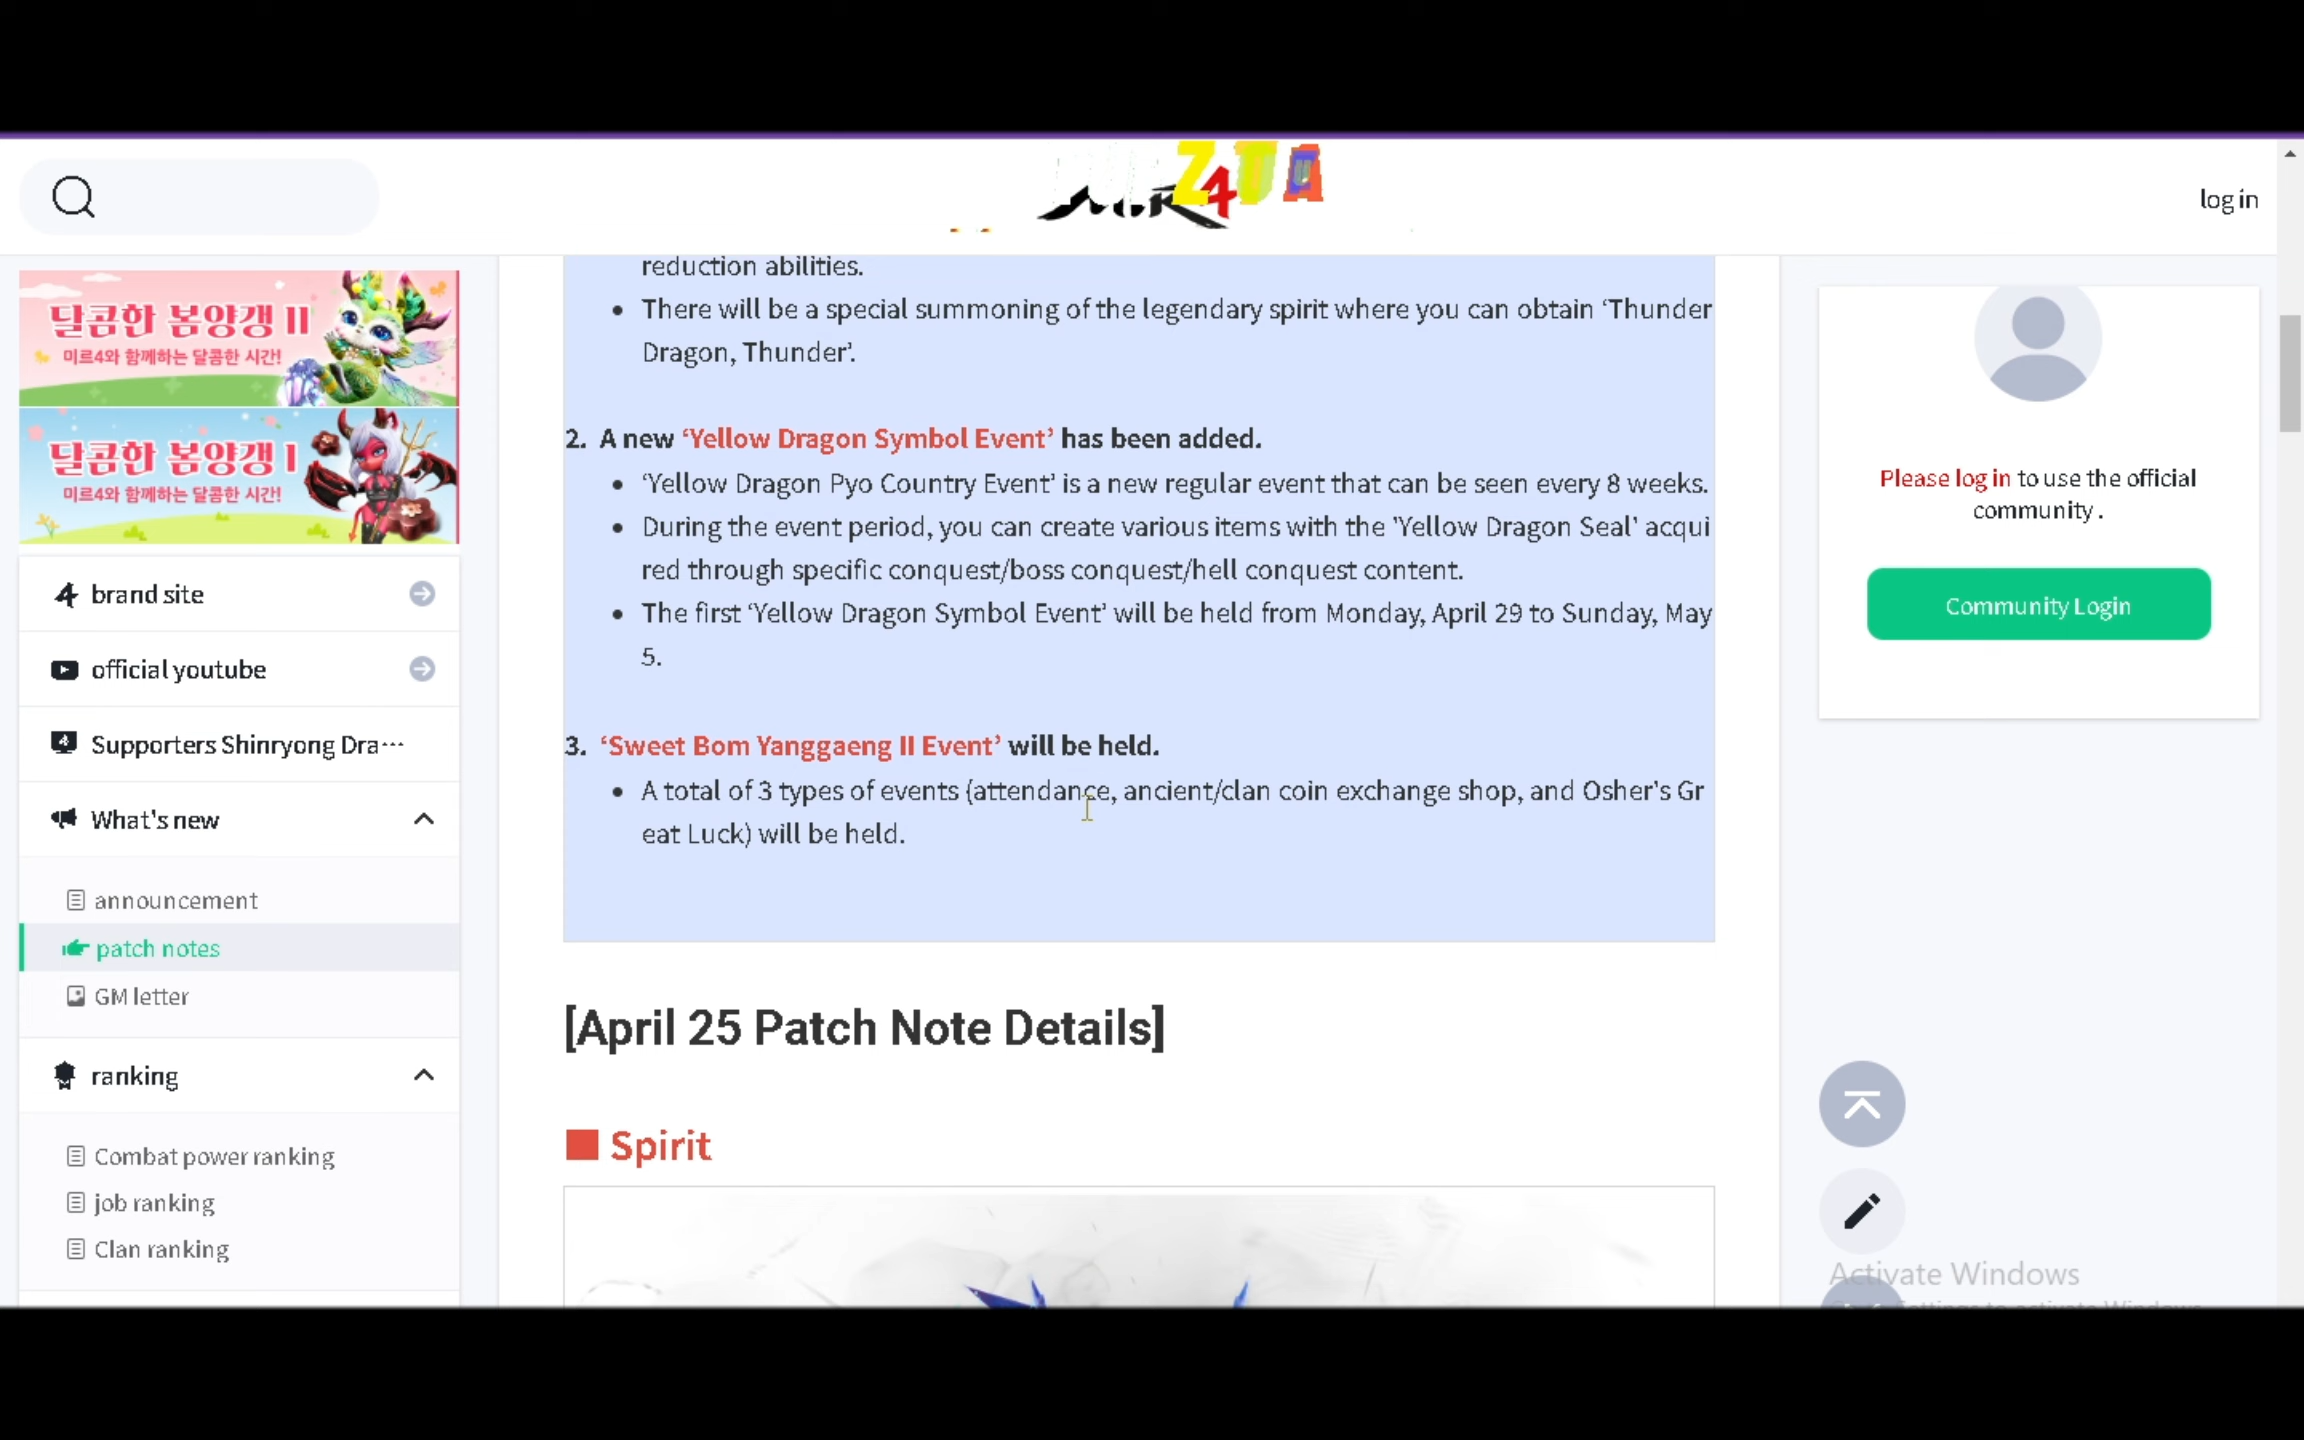 log in
달콤한 봄양갱 II
미르4와 함께하는 달콤한 시간!
달콤한 봄양갱 I
미르4와 함께하는 달콤한 시간!
brand site
official youtube
Supporters Shinryong Dra···
What's new
announcement
patch notes
GM letter
ranking
Combat power ranking
job ranking
Clan ranking
reduction abilities.
• There will be a special summoning of the legendary spirit where you can obtain ‘Thunder
Dragon, Thunder’.
2. A new ‘Yellow Dragon Symbol Event’ has been added.
• ‘Yellow Dragon Pyo Country Event’ is a new regular event that can be seen every 8 weeks.
• During the event period, you can create various items with the 'Yellow Dragon Seal' acqui
red through specific conquest/boss conquest/hell conquest content.
• The first ‘Yellow Dragon Symbol Event’ will be held from Monday, April 29 to Sunday, May
5.
3. ‘Sweet Bom Yanggaeng II Event’ will be held.
• A total of 3 types of events (attendance, ancient/clan coin exchange shop, and Osher’s Gr
eat Luck) will be held.
[April 25 Patch Note Details]
■ Spirit
Please log in to use the official
community .
Community Login
Activate Windows